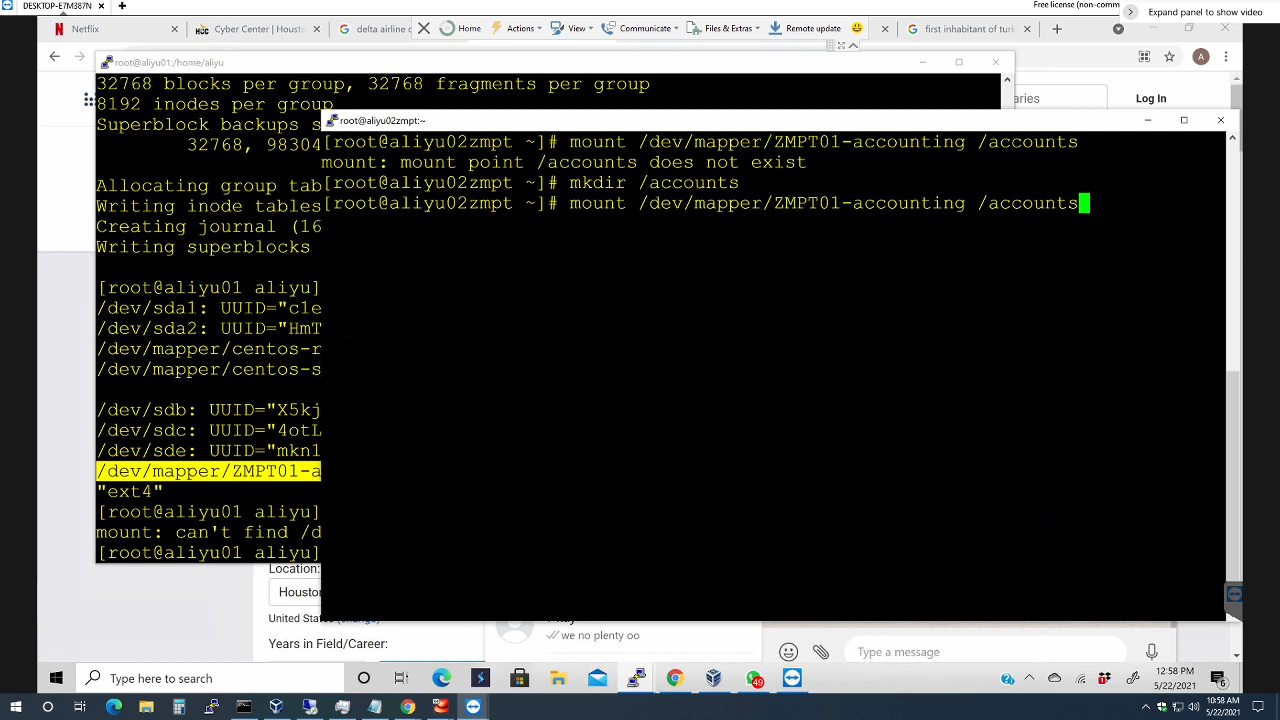 DESKTOP-E7M387N
Free license (non-comm
Expand panel to show video
Netflix
HCC
Cyber Center | Houst
delta airline c
Home
Actions
View
Communicate
Files & Extras
Remote update
first inhabitant of turk
root@aliyu01:/home/aliyu
A
32768 blocks per group, 32768 fragments per group
8192 inodes per group
aries
Log In
Superblock backups s
root@aliyu02zmpt:~
32768, 98304
[root@aliyu02zmpt ~]# mount /dev/mapper/ZMPT01-accounting /accounts
mount: mount point /accounts does not exist
Allocating group tab
[root@aliyu02zmpt ~]# mkdir /accounts
Writing inode tables
[root@aliyu02zmpt ~]# mount /dev/mapper/ZMPT01-accounting /accounts
Creating journal (16
Writing superblocks
[root@aliyu01 aliyu]
/dev/sda1: UUID="c1e
/dev/sda2: UUID="HmT
/dev/mapper/centos-r
/dev/mapper/centos-s
/dev/sdb: UUID="X5kj
/dev/sdc: UUID="4otL
/dev/sde: UUID="mkn1
/dev/mapper/ZMPT01-a
"ext4"
[root@aliyu01 aliyu]
mount: can't find /d
[root@aliyu01 aliyu]
Location:
Houston
United States (change)
Years in Field/Career:
we no plenty oo
Type a message
Type here to search
49
12:58 PM
5/22/2021
6
10:58 AM
5/22/2021